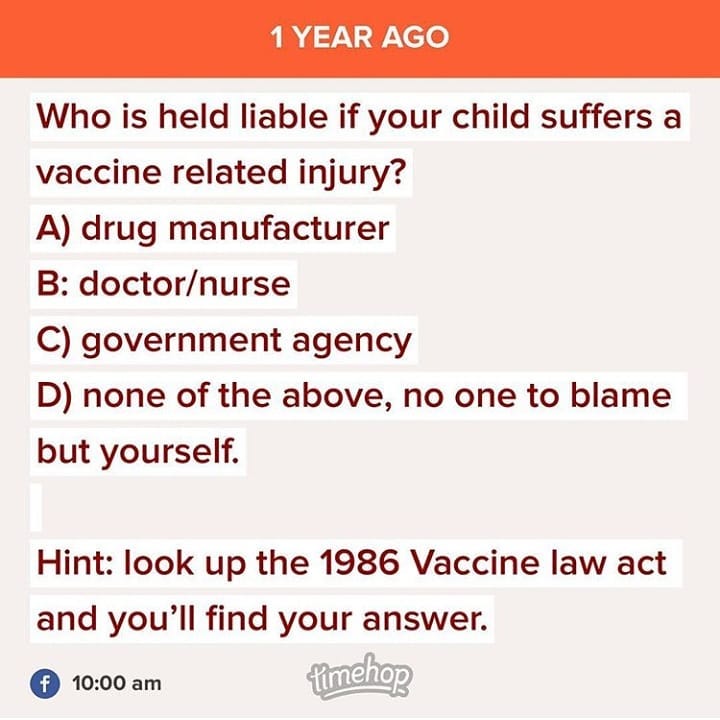 1 YEAR AGO
Who is held liable if your child suffers a
vaccine related injury?
A) drug manufacturer
B: doctor/nurse
C) government agency
D) none of the above, no one to blame
but yourself.
Hint: look up the 1986 Vaccine law act
and you’ll find your answer.
f 10:00 am
timehop